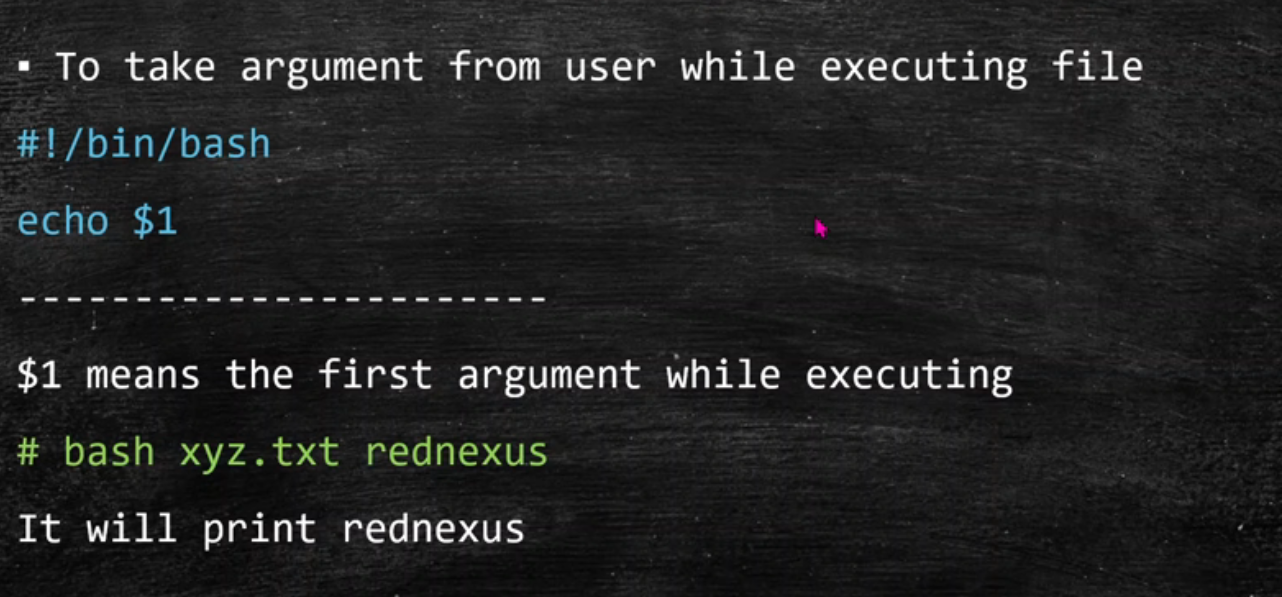 ▪ To take argument from user while executing file
#!/bin/bash
echo $1
-----------------------
$1 means the first argument while executing
# bash xyz.txt rednexus
It will print rednexus